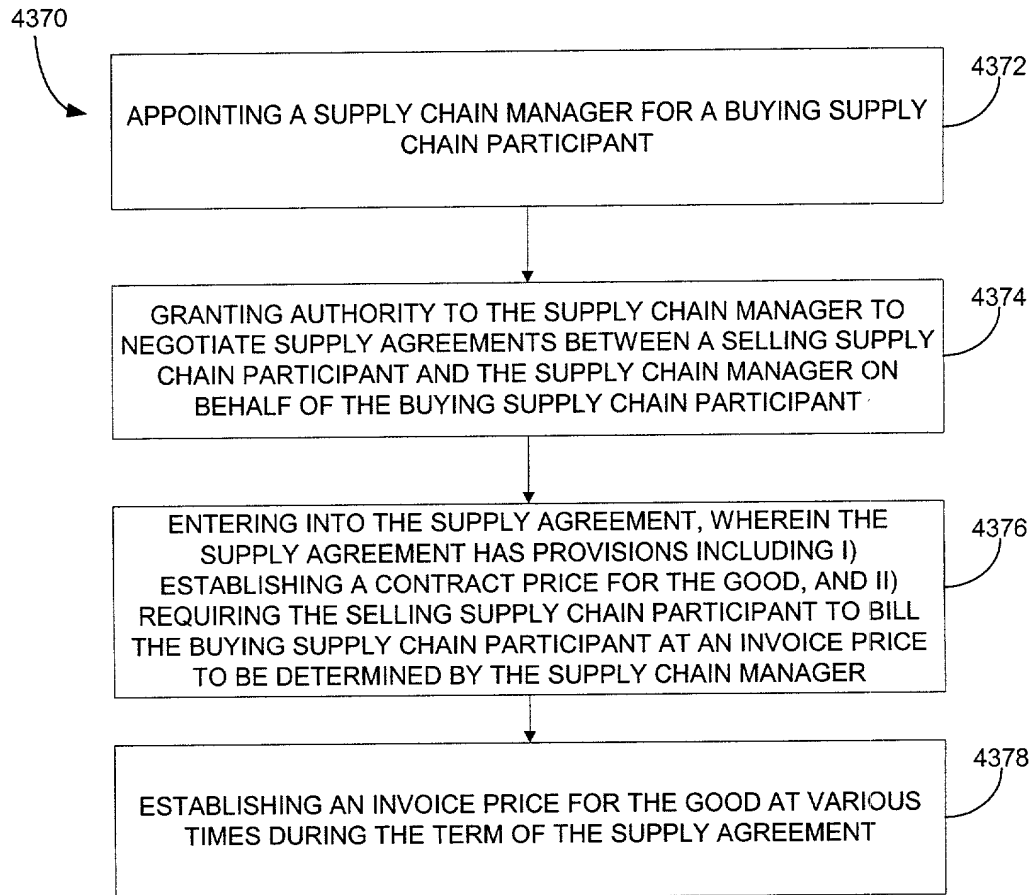 4370
4372
APPOINTING A SUPPLY CHAIN MANAGER FOR A BUYING SUPPLY
CHAIN PARTICIPANT
4374
GRANTING AUTHORITY TO THE SUPPLY CHAIN MANAGER TO
NEGOTIATE SUPPLY AGREEMENTS BETWEEN A SELLING SUPPLY
CHAIN PARTICIPANT AND THE SUPPLY CHAIN MANAGER ON
BEHALF OF THE BUYING SUPPLY CHAIN PARTICIPANT
4376
ENTERING INTO THE SUPPLY AGREEMENT, WHEREIN THE
SUPPLY AGREEMENT HAS PROVISIONS INCLUDING I)
ESTABLISHING A CONTRACT PRICE FOR THE GOOD, AND II)
REQUIRING THE SELLING SUPPLY CHAIN PARTICIPANT TO BILL
THE BUYING SUPPLY CHAIN PARTICIPANT AT AN INVOICE PRICE
TO BE DETERMINED BY THE SUPPLY CHAIN MANAGER
4378
ESTABLISHING AN INVOICE PRICE FOR THE GOOD AT VARIOUS
TIMES DURING THE TERM OF THE SUPPLY AGREEMENT